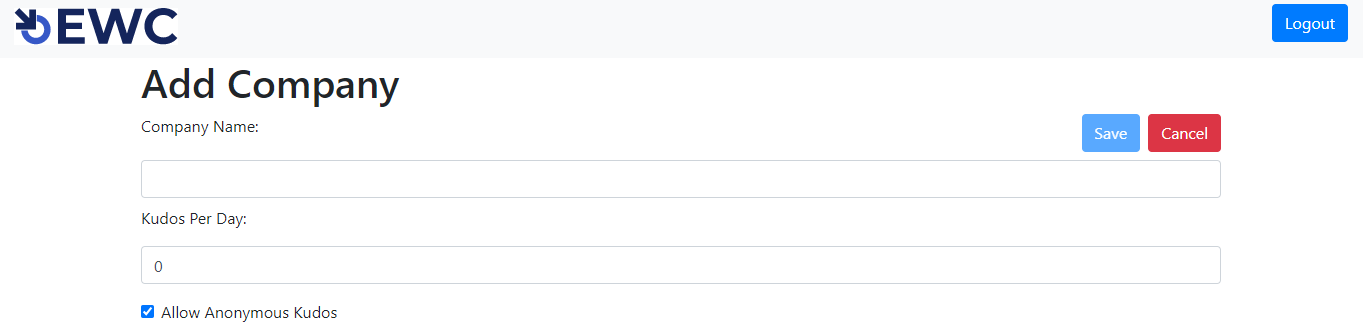 EWC
Logout
Add Company
Company Name:
Save
Cancel
Kudos Per Day:
0
Allow Anonymous Kudos